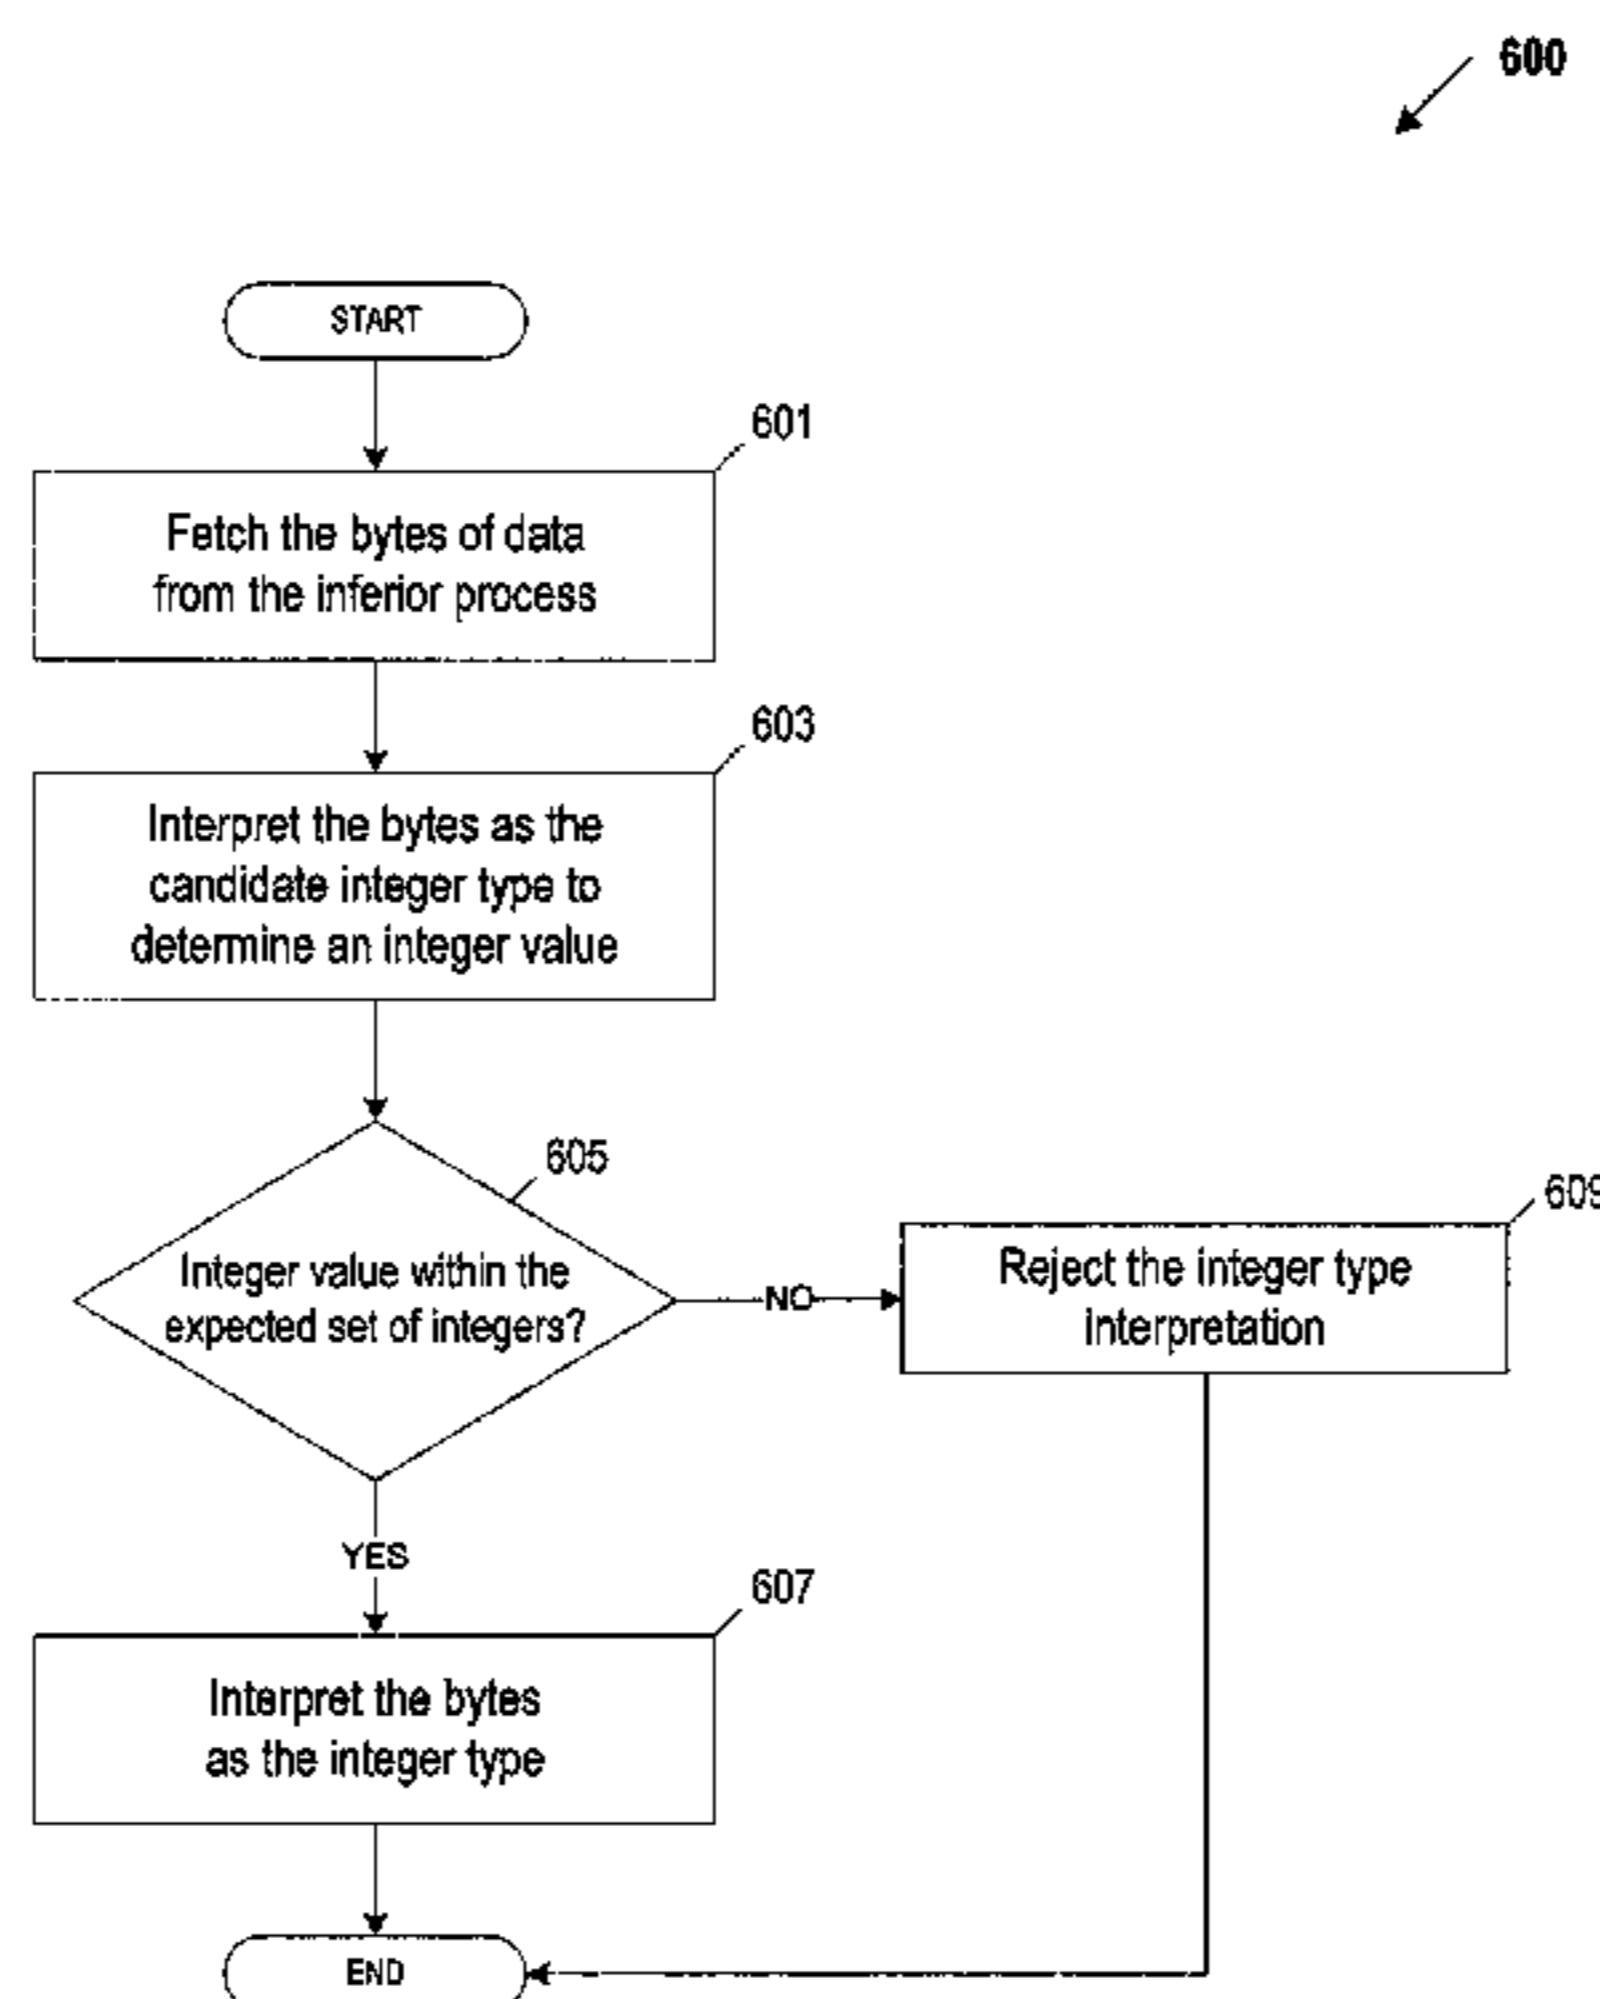 600
START
601
Fetch the bytes of data
from the inferior process
603
Interpret the bytes as the
candidate integer type to
determine an integer value
605
Integer value within the
expected set of integers?
NO
609
Reject the integer type
interpretation
YES
607
Interpret the bytes
as the integer type
END